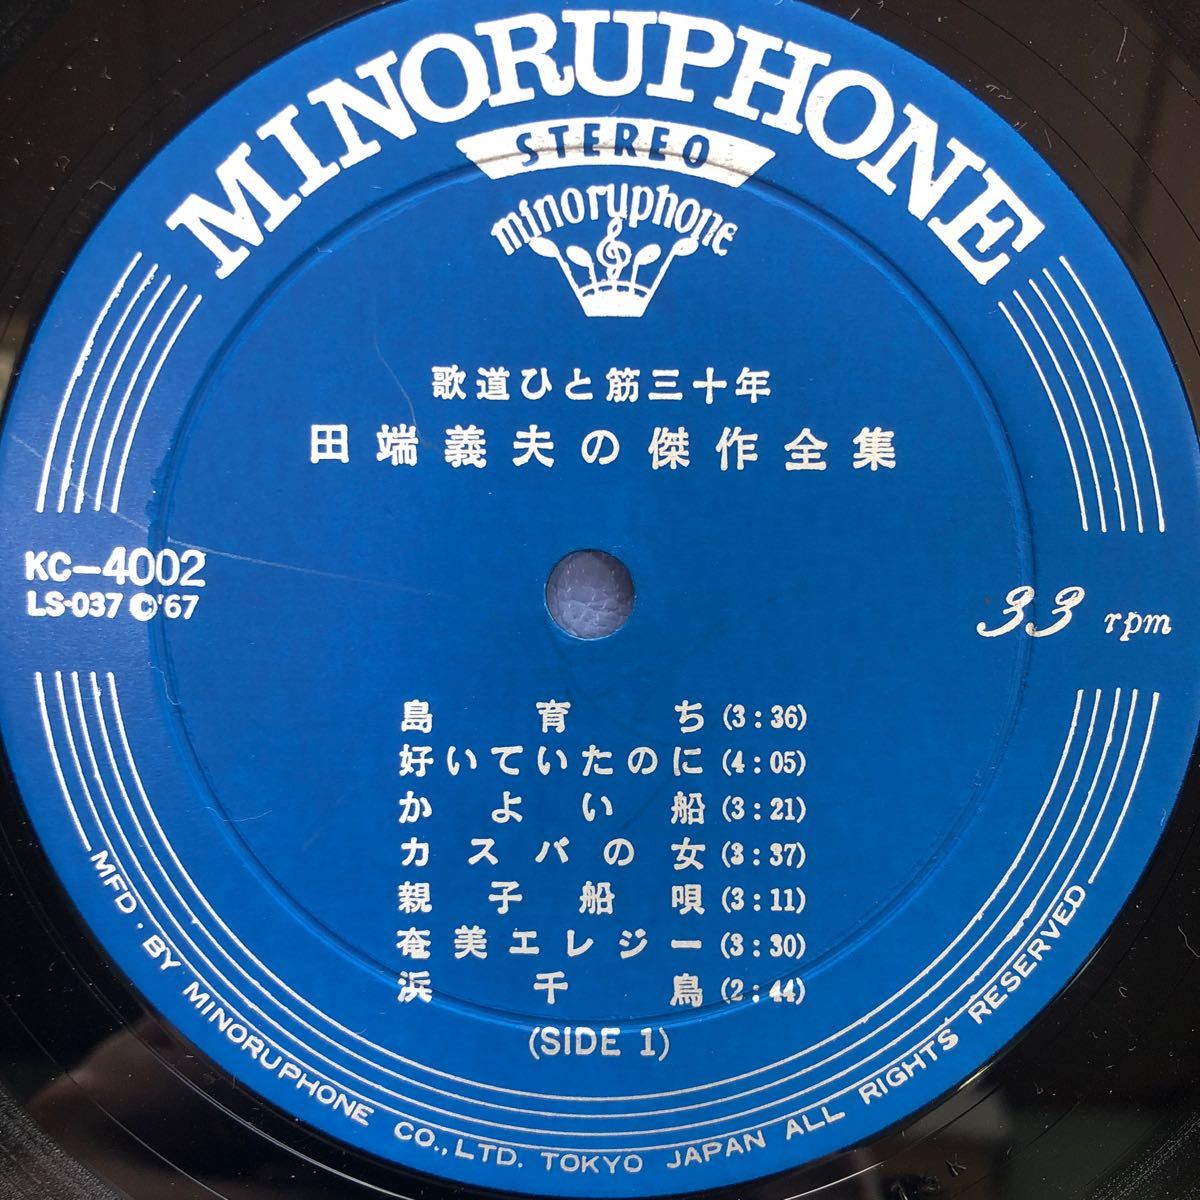 MINORUPHONE
STEREO
minoruphone
歌道ひと筋三十年
田端義夫の傑作全集
KC-4002
LS-037 ©'67
33 rpm
島育ち (3:36)
好いていたのに (4:05)
かよい船 (3:21)
カスバの女 (3:37)
親子船唄 (3:11)
奄美エレジー (3:30)
浜千鳥 (2:44)
(SIDE 1)
MFD. BY MINORUPHONE CO., LTD. TOKYO JAPAN ALL RIGHTS RESERVED